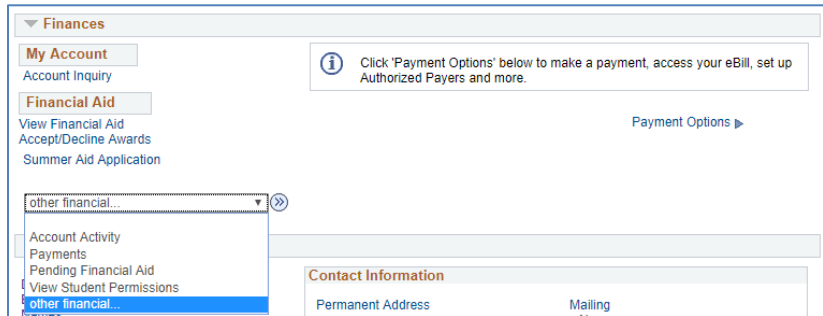 Finances
My Account
Account Inquiry
Click 'Payment Options' below to make a payment, access your eBill, set up
Authorized Payers and more.
Financial Aid
View Financial Aid
Accept/Decline Awards
Summer Aid Application
Payment Options
other financial...
Account Activity
Payments
Pending Financial Aid
View Student Permissions
other financial...
Contact Information
Permanent Address
Mailing